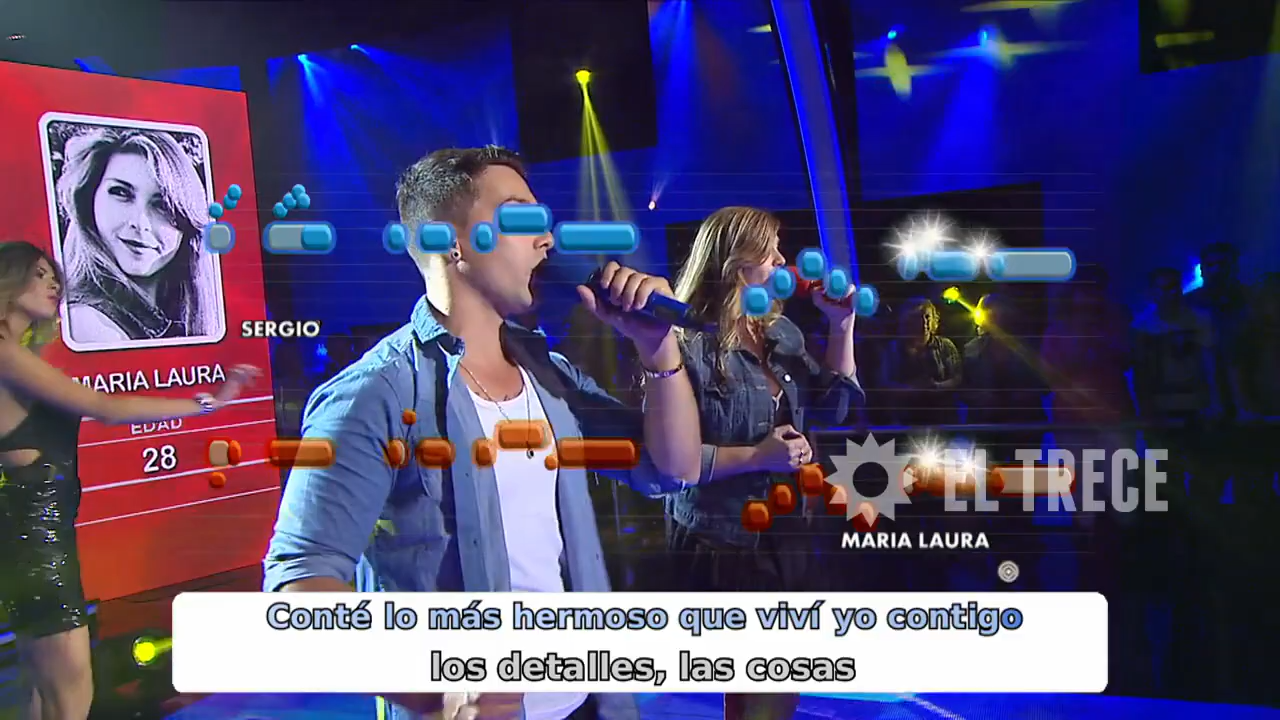 SERGIO
MARIA LAURA
EDAD
28
EL TRECE
MARIA LAURA
Conté lo más hermoso que viví yo contigo
los detalles, las cosas